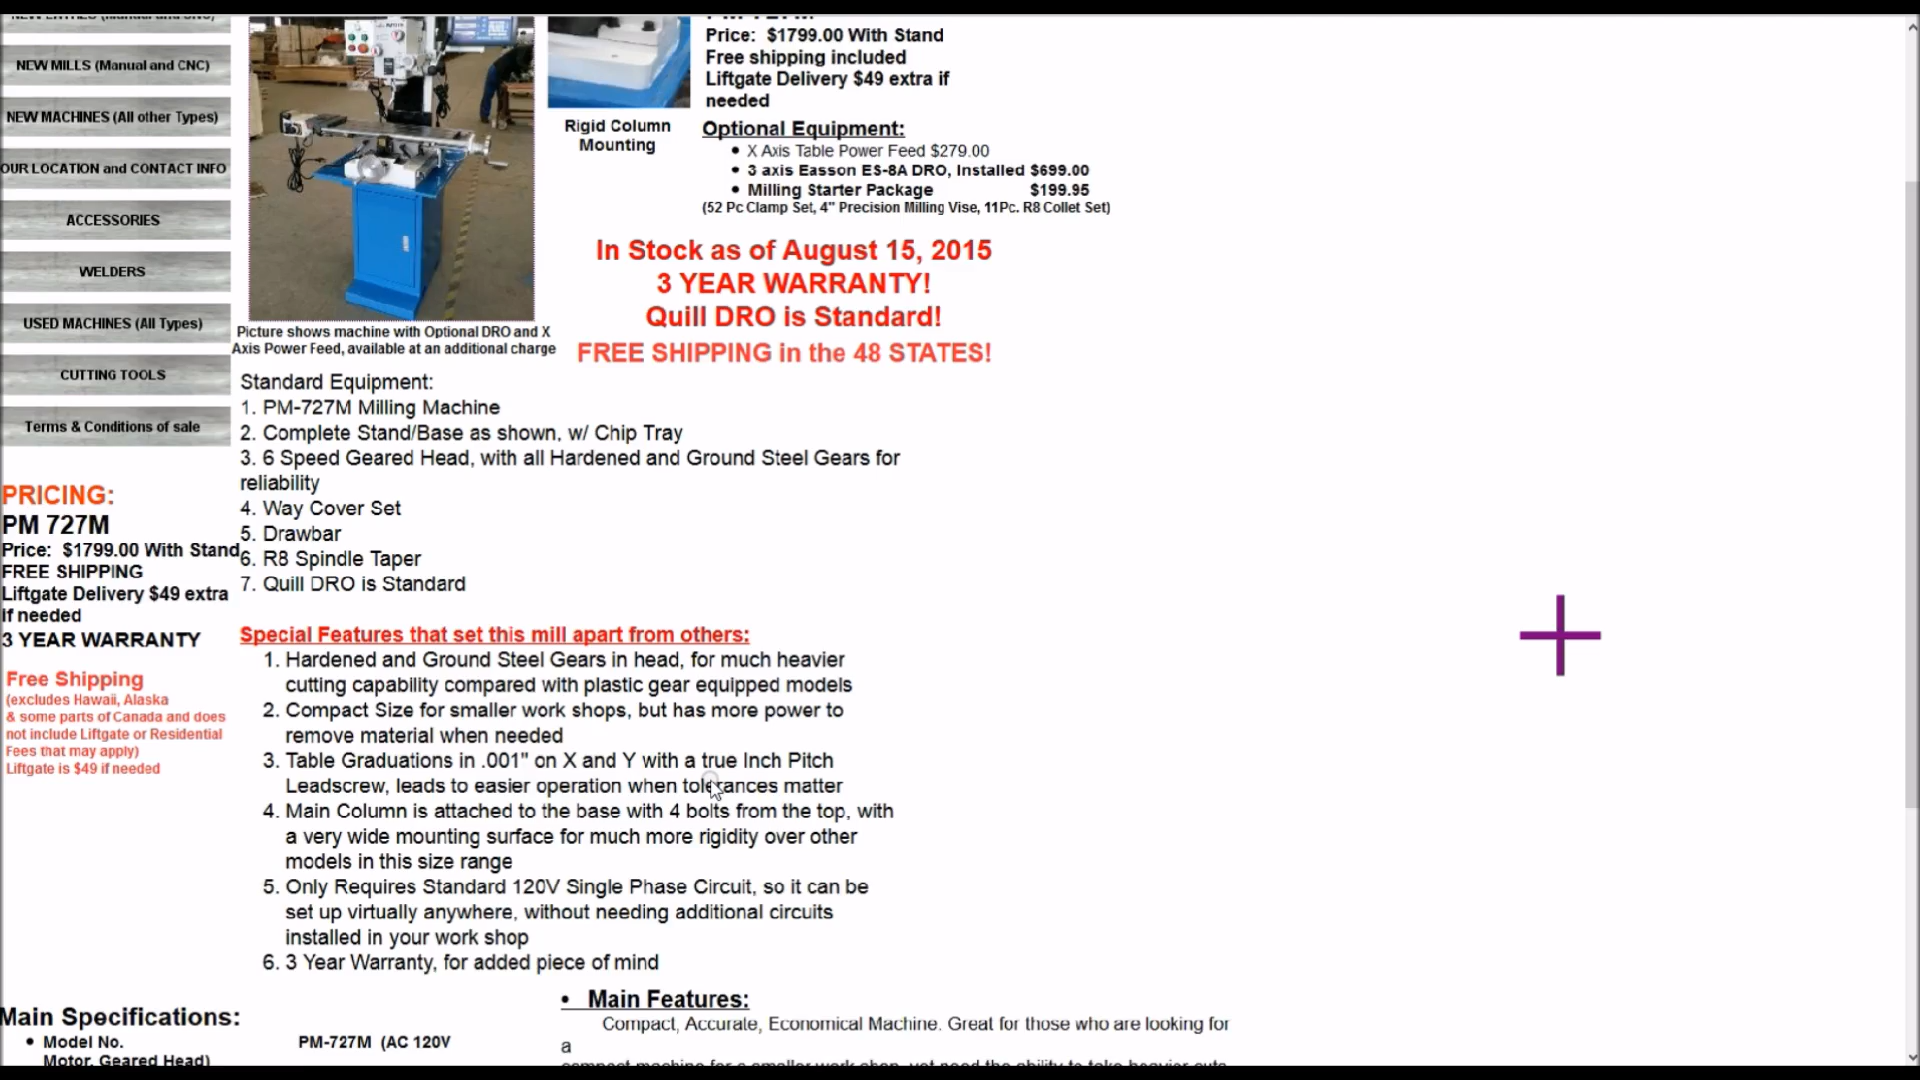 NEW MILLS (Manual and CNC)
NEW MACHINES (All other Types)
OUR LOCATION and CONTACT INFO
ACCESSORIES
WELDERS
USED MACHINES (All Types)
CUTTING TOOLS
Terms & Conditions of sale
PRICING:
PM 727M
Price: $1799.00 With Stand
FREE SHIPPING
Liftgate Delivery $49 extra
if needed
3 YEAR WARRANTY
Free Shipping
(excludes Hawaii, Alaska
& some parts of Canada and does
not include Liftgate or Residential
Fees that may apply)
Liftgate is $49 if needed
Picture shows machine with Optional DRO and X
Axis Power Feed, available at an additional charge
Rigid Column
Mounting
PM-727M
Price: $1799.00 With Stand
Free shipping included
Liftgate Delivery $49 extra if
needed
Optional Equipment:
• X Axis Table Power Feed $279.00
• 3 axis Easson ES-8A DRO, Installed $699.00
• Milling Starter Package $199.95
(52 Pc Clamp Set, 4" Precision Milling Vise, 11Pc. R8 Collet Set)
In Stock as of August 15, 2015
3 YEAR WARRANTY!
Quill DRO is Standard!
FREE SHIPPING in the 48 STATES!
Standard Equipment:
1. PM-727M Milling Machine
2. Complete Stand/Base as shown, w/ Chip Tray
3. 6 Speed Geared Head, with all Hardened and Ground Steel Gears for
reliability
4. Way Cover Set
5. Drawbar
6. R8 Spindle Taper
7. Quill DRO is Standard
Special Features that set this mill apart from others:
1. Hardened and Ground Steel Gears in head, for much heavier
cutting capability compared with plastic gear equipped models
2. Compact Size for smaller work shops, but has more power to
remove material when needed
3. Table Graduations in .001" on X and Y with a true Inch Pitch
Leadscrew, leads to easier operation when tolerances matter
4. Main Column is attached to the base with 4 bolts from the top, with
a very wide mounting surface for much more rigidity over other
models in this size range
5. Only Requires Standard 120V Single Phase Circuit, so it can be
set up virtually anywhere, without needing additional circuits
installed in your work shop
6. 3 Year Warranty, for added piece of mind
Main Specifications:
• Model No. PM-727M (AC 120V
Motor, Geared Head)
• Main Features:
Compact, Accurate, Economical Machine. Great for those who are looking for
a
compact machine for a smaller work shop, yet need the ability to take heavier cuts